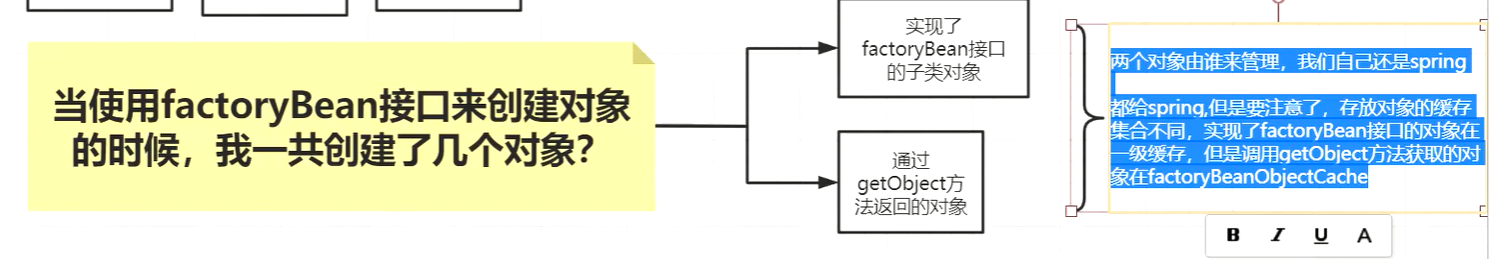 当使用factoryBean接口来创建对象
的时候，我一共创建了几个对象？
实现了
factoryBean接口
的子类对象
通过
getObject方
法返回的对象
两个对象由谁来管理，我们自己还是spring
都给spring,但是要注意了，存放对象的缓存
集合不同，实现了factoryBean接口的对象在
一级缓存，但是调用getObject方法获取的对
象在factoryBeanObjectCache
B I U A